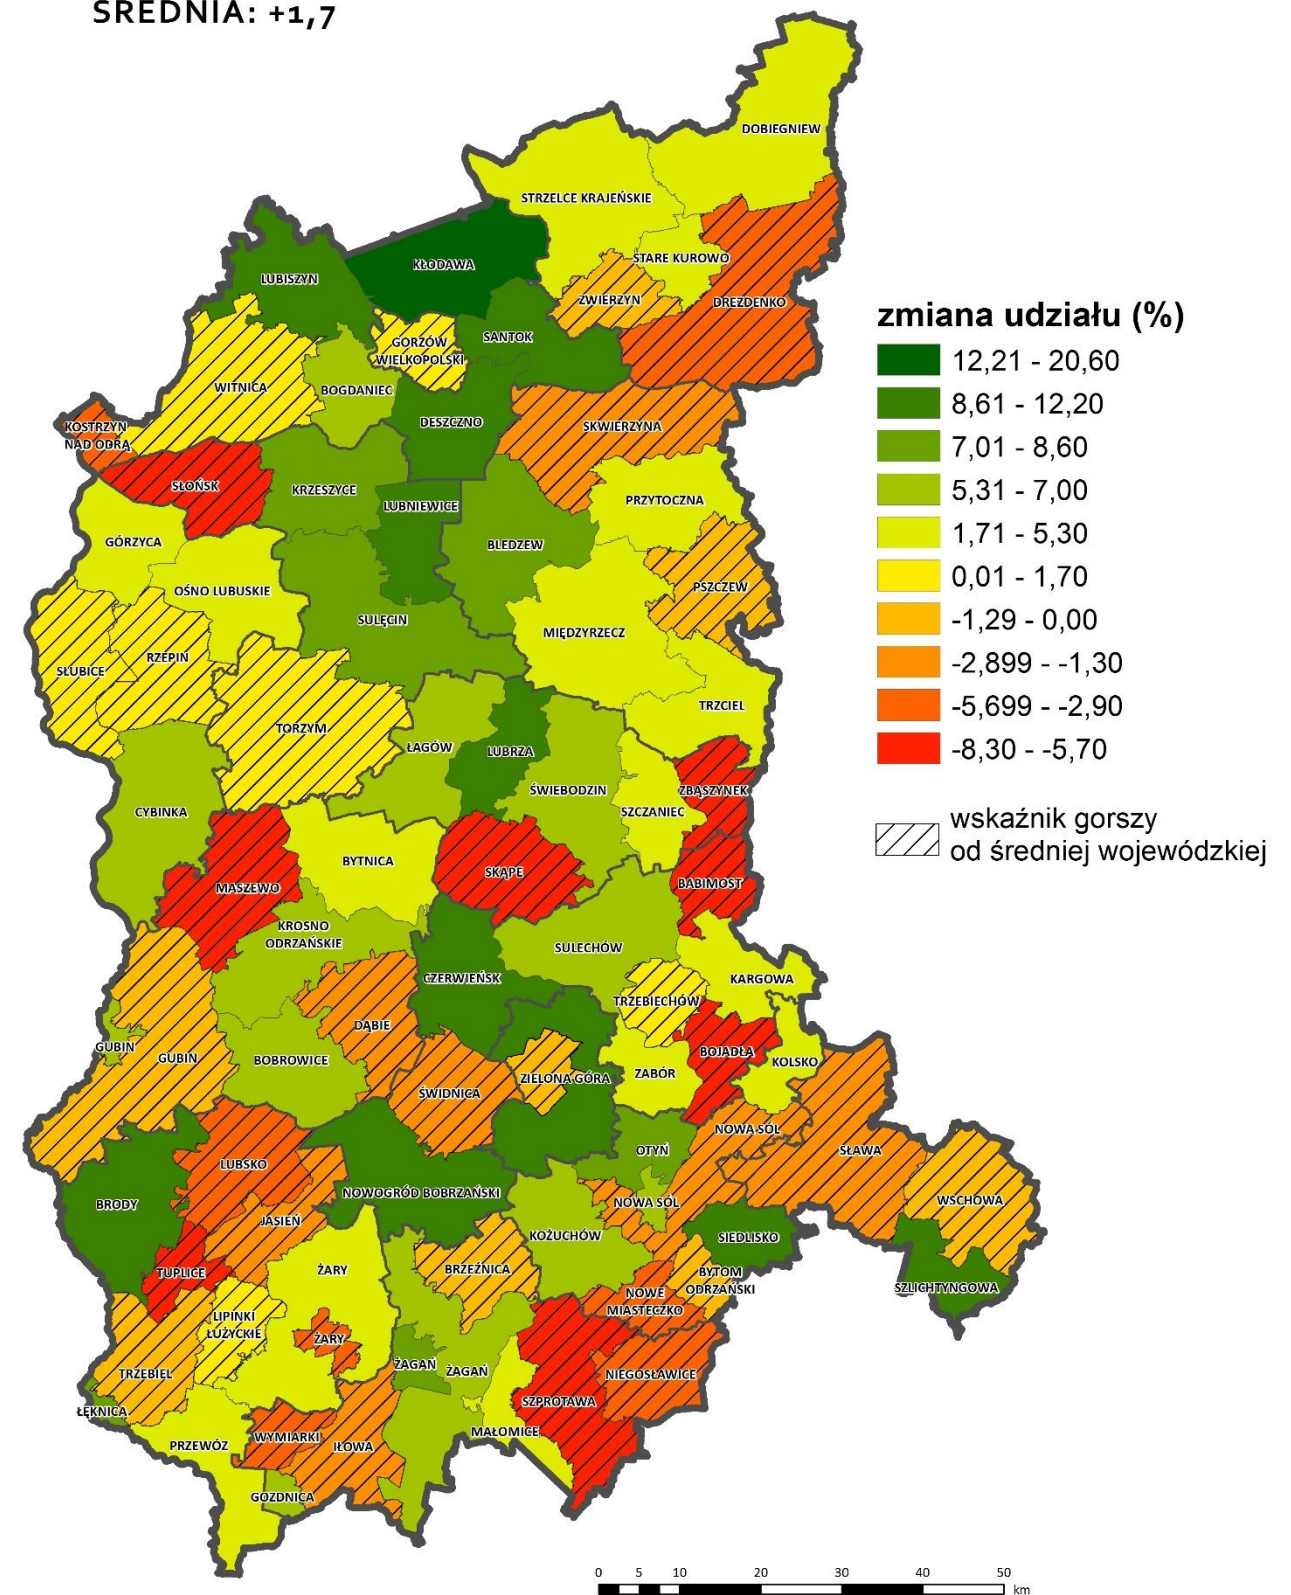 ŚREDNIA: +1,7
DOBIEGNIEW
STRZELCE KRAJEŃSKIE
STARE KUROWO
KŁODAWA
LUBISZYN
ZWIERZYN
DREZDENKO
zmiana udziału (%)
12,21 - 20,60
8,61 - 12,20
7,01 - 8,60
5,31 - 7,00
1,71 - 5,30
0,01 - 1,70
-1,29 - 0,00
-2,899 - -1,30
-5,699 - -2,90
-8,30 - -5,70
wskaźnik gorszy
od średniej wojewódzkiej
SANTOK
GORZÓW
WIELKOPOLSKI
WITNICA
BOGDANIEC
DESZCZNO
KOSTRZYN
NAD ODRĄ
SKWIERZYNA
SŁOŃSK
KRZESZYCE
LUBNIEWICE
PRZYTOCZNA
GÓRZYCA
BLEDZEW
OŚNO LUBUSKIE
PSZCZEW
SULĘCIN
MIĘDZYRZECZ
RZEPIN
SŁUBICE
TRZCIEL
TORZYM
ŁAGÓW
LUBRZA
ŚWIEBODZIN
ZBĄSZYNEK
CYBINKA
SZCZANIEC
BYTNICA
SKĄPE
MASZEWO
BABIMOST
KROSNO
ODRZAŃSKIE
SULECHÓW
CZERWIEŃSK
KARGOWA
TRZEBIECHÓW
DĄBIE
GUBIN
GUBIN
BOBROWICE
BOJADŁA
KOLSKO
ZABÓR
ZIELONA GÓRA
ŚWIDNICA
NOWA SÓL
OTYŃ
SŁAWA
LUBSKO
NOWOGRÓD BOBRZAŃSKI
NOWA SÓL
WSCHOWA
BRODY
JASIEŃ
KOŻUCHÓW
SIEDLISKO
TUPLICE
ŻARY
BRZEŹNICA
BYTOM
ODRZAŃSKI
SZLICHTYNGOWA
NOWE
MIASTECZKO
LIPINKI
ŁUŻYCKIE
ŻARY
ŻAGAŃ
ŻAGAŃ
TRZEBIEL
NIEGOSŁAWICE
SZPROTAWA
ŁĘKNICA
MAŁOMICE
PRZEWÓZ
WYMIARKI
IŁOWA
GOZDNICA
0 5 10 20 30 40 50
km